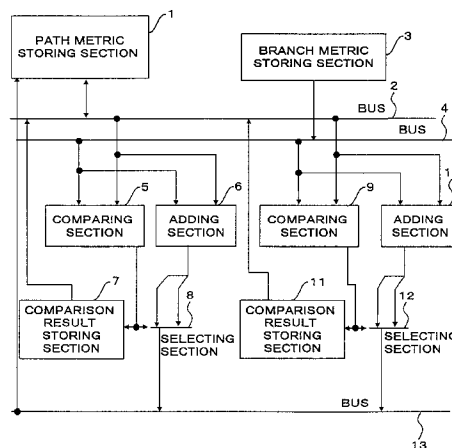 1
PATH METRIC
STORING SECTION
3
BRANCH METRIC
STORING SECTION
2
BUS
4
BUS
5
COMPARING
SECTION
6
ADDING
SECTION
9
COMPARING
SECTION
ADDING
SECTION
7
COMPARISON
RESULT
STORING
SECTION
8
SELECTING
SECTION
11
COMPARISON
RESULT
STORING
SECTION
12
SELECTING
SECTION
BUS
13